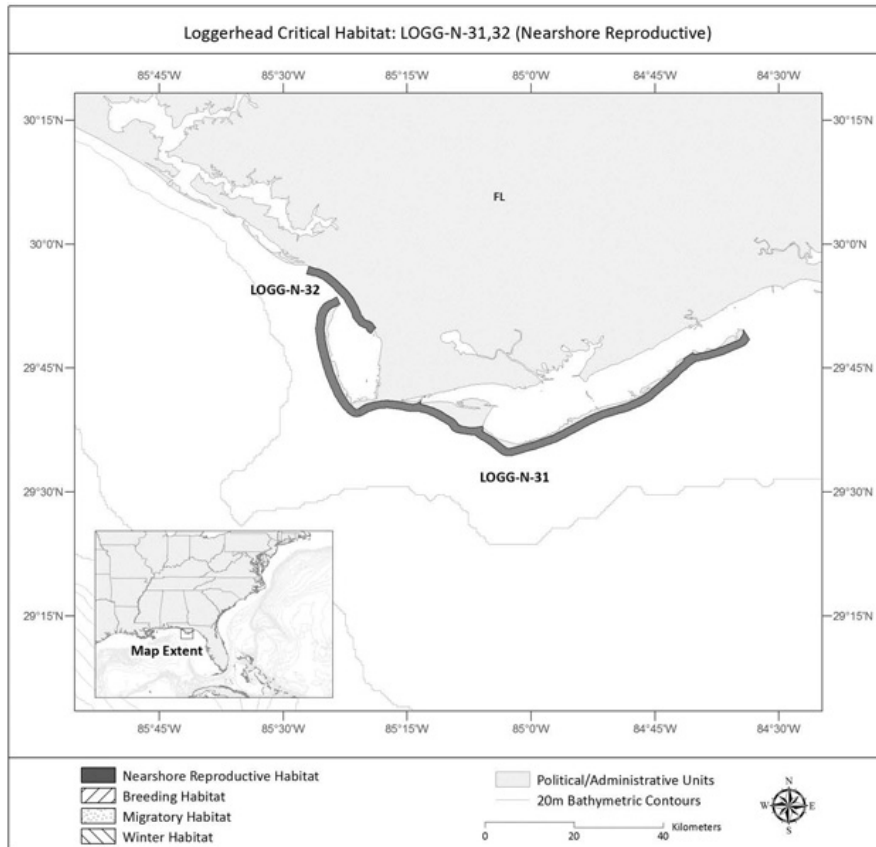 Loggerhead Critical Habitat: LOGG-N-31,32 (Nearshore Reproductive)
85°45'W 85°30'W 85°15'W 85°0'W 84°45'W 84°30'W
30°15'N 30°15'N
FL
30°0'N 30°0'N
LOGG-N-32
29°45'N 29°45'N
LOGG-N-31
29°30'N 29°30'N
29°15'N 29°15'N
Map Extent
85°45'W 85°30'W 85°15'W 85°0'W 84°45'W 84°30'W
Nearshore Reproductive Habitat
Breeding Habitat
Migratory Habitat
Winter Habitat
Political/Administrative Units
20m Bathymetric Contours
0 20 40 Kilometers
N
W E
S